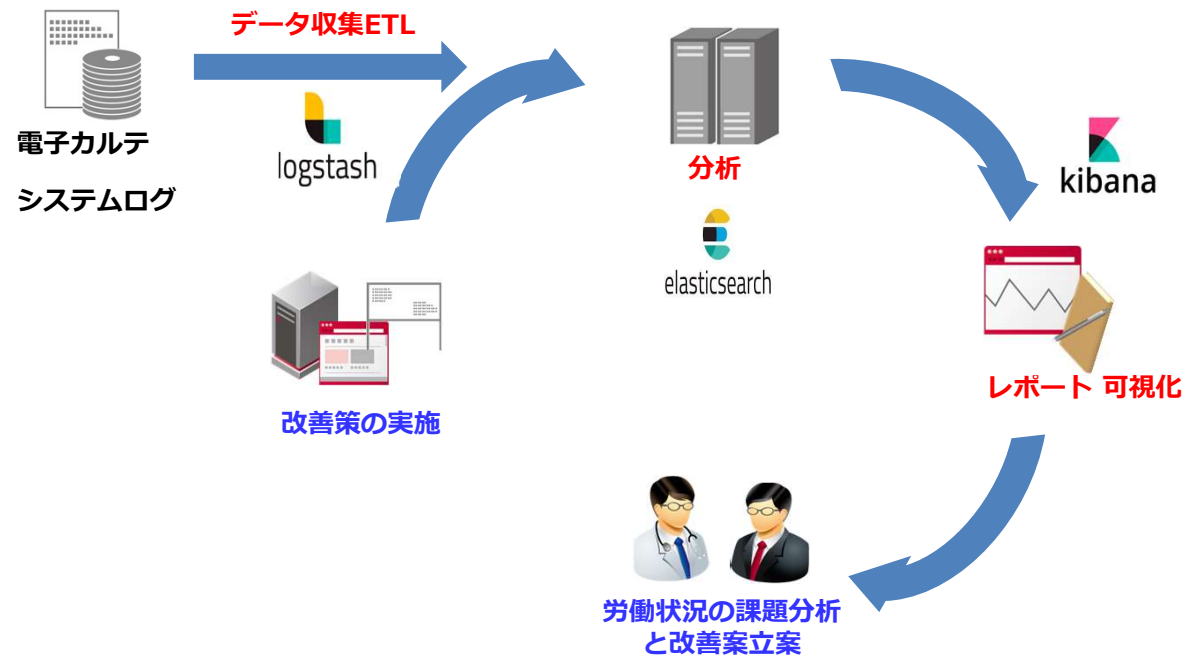 データ収集ETL
電子カルテ
システムログ
logstash
分析
elasticsearch
kibana
レポート 可視化
改善策の実施
労働状況の課題分析
と改善案立案